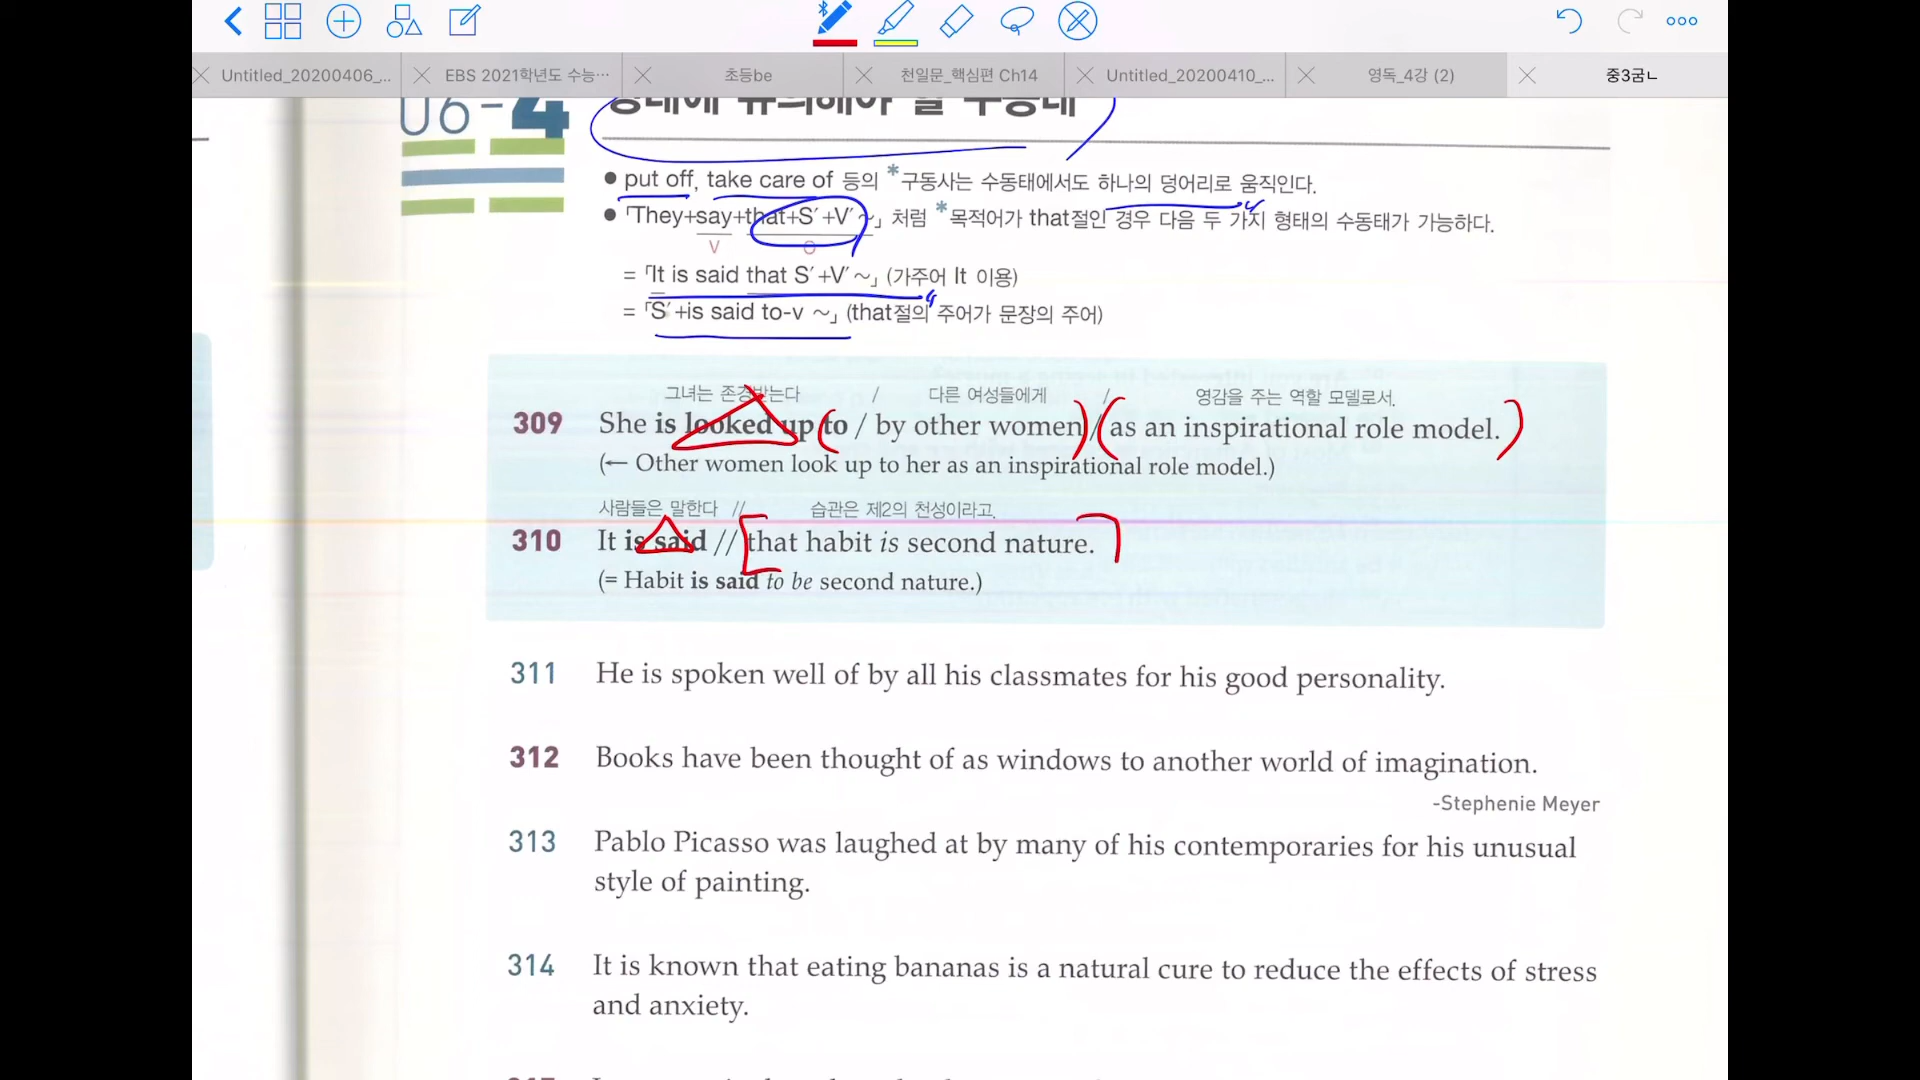 Untitled_20200406_... EBS 2021학년도 수능… 초등be 천일문_핵심편 Ch14 Untitled_20200410_... 영독_4강 (2) 중3굼ㄴ
06-4 형태에 유의해야 할 수동태
● put off, take care of 등의 *구동사는 수동태에서도 하나의 덩어리로 움직인다.
● 「They+say+that+S′+V′ ~」 처럼 *목적어가 that절인 경우 다음 두 가지 형태의 수동태가 가능하다.
V O
= 「It is said that S′+V′ ~」 (가주어 It 이용)
= 「S′+is said to-v ~」 (that절의 주어가 문장의 주어)
그녀는 존경받는다 / 다른 여성들에게 / 영감을 주는 역할 모델로서.
309 She is looked up to / by other women / as an inspirational role model.
(← Other women look up to her as an inspirational role model.)
사람들은 말한다 // 습관은 제2의 천성이라고.
310 It is said // that habit is second nature.
(= Habit is said to be second nature.)
311 He is spoken well of by all his classmates for his good personality.
312 Books have been thought of as windows to another world of imagination.
-Stephenie Meyer
313 Pablo Picasso was laughed at by many of his contemporaries for his unusual
style of painting.
314 It is known that eating bananas is a natural cure to reduce the effects of stress
and anxiety.